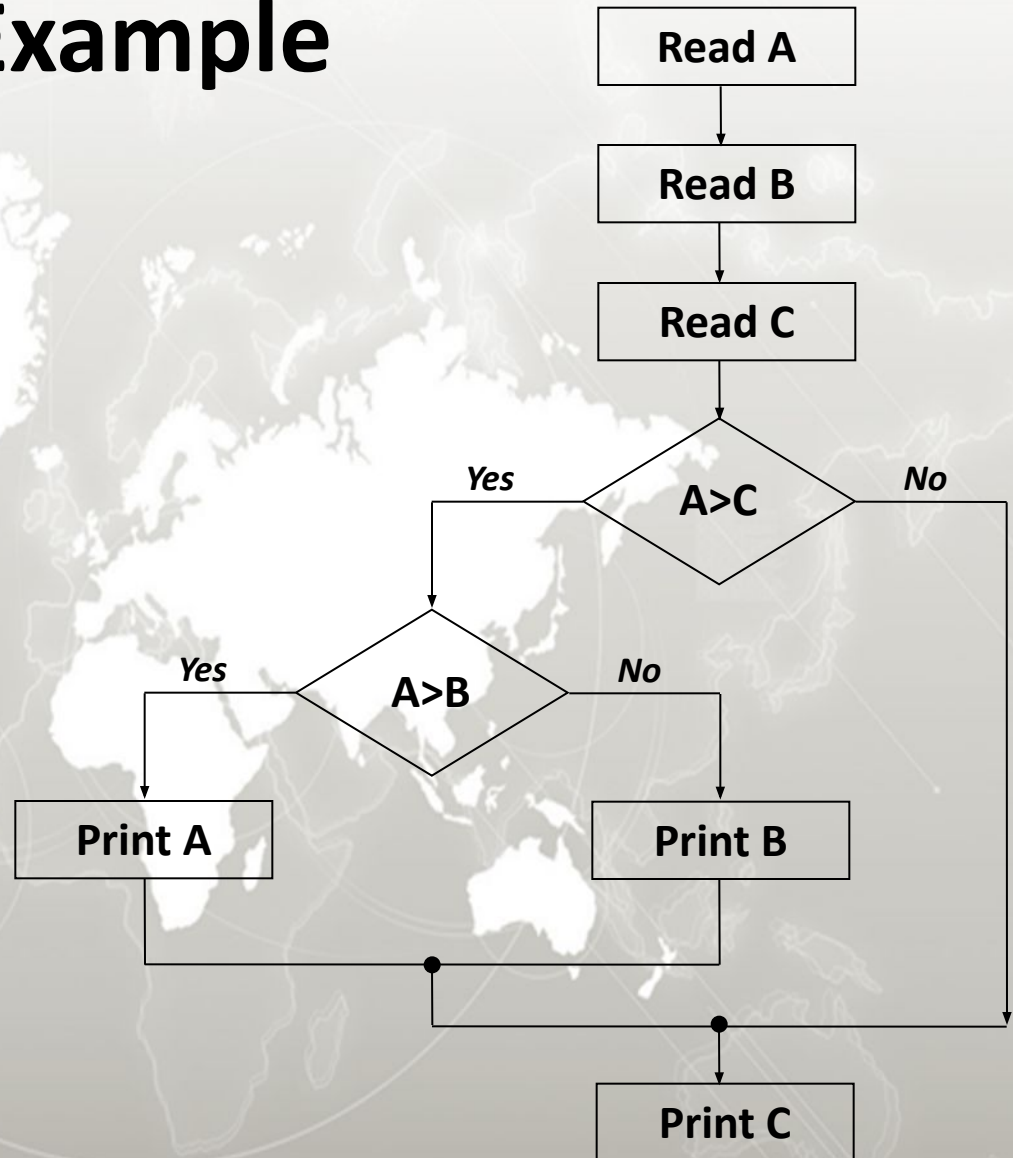 Example
Read A
Read B
Read C
Yes
A>C
No
Yes
A>B
No
Print A
Print B
Print C